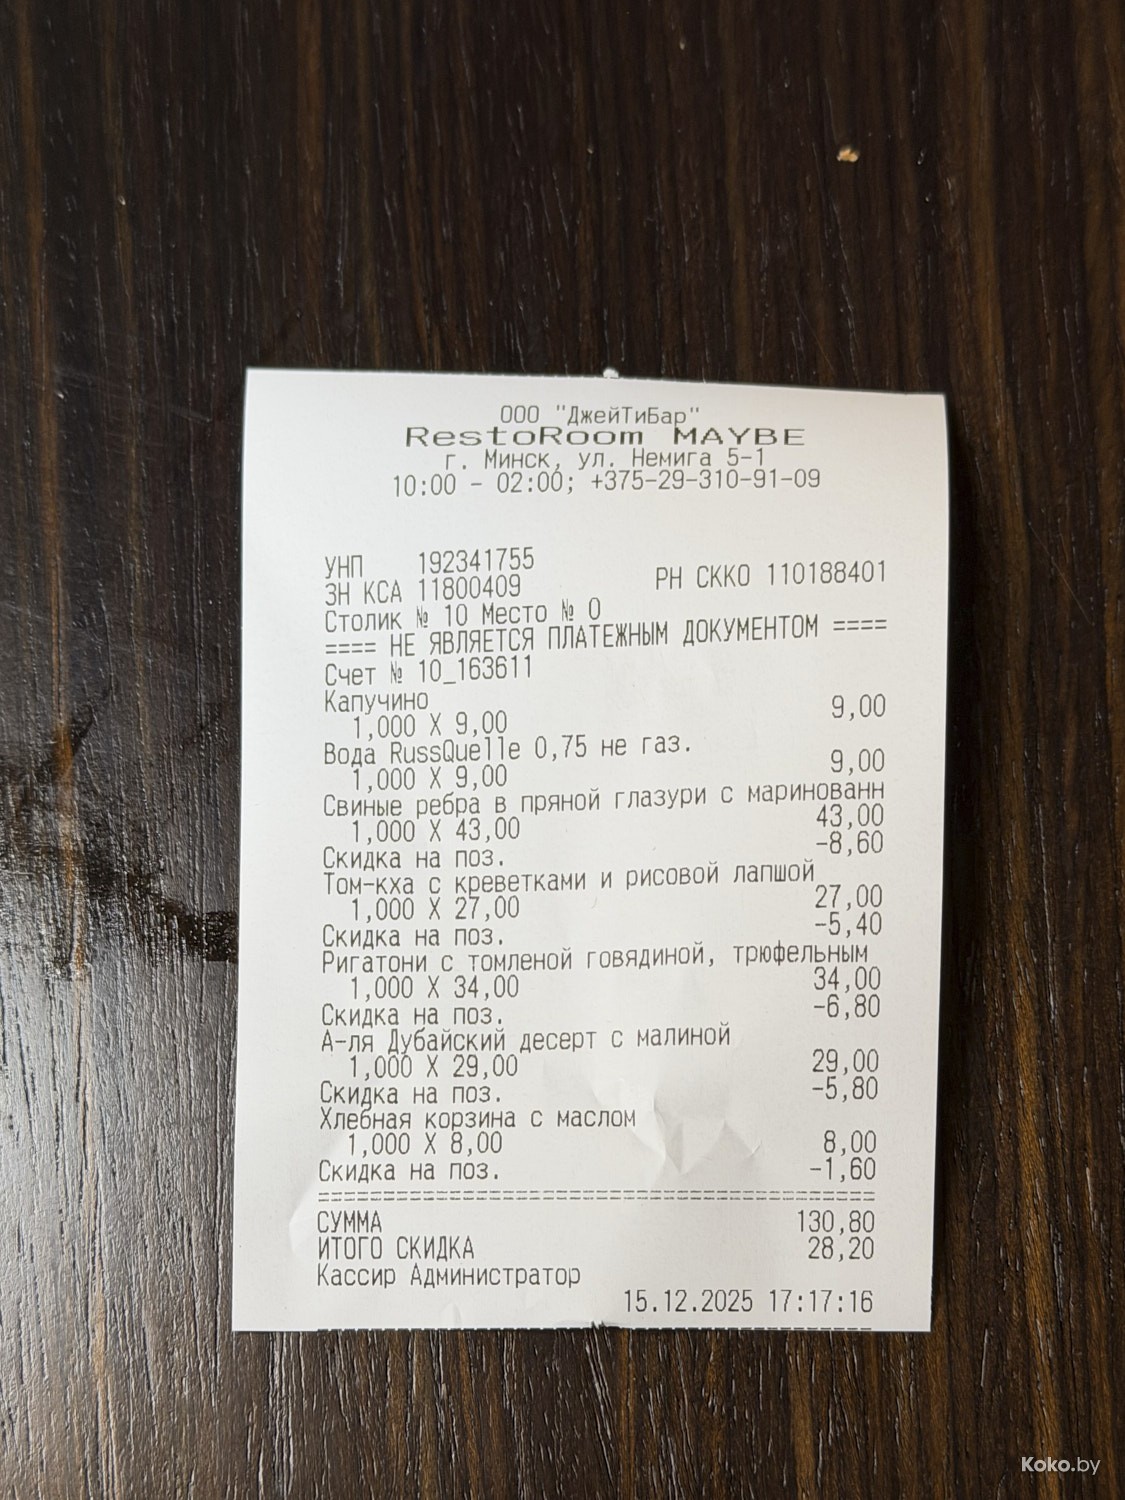 ООО "ДжейТиБар"
RestoRoom MAYBE
г. Минск, ул. Немига 5-1
10:00 - 02:00; +375-29-310-91-09
УНП 192341755
ЗН КСА 11800409 РН СККО 110188401
Столик № 10 Место № 0
==== НЕ ЯВЛЯЕТСЯ ПЛАТЕЖНЫМ ДОКУМЕНТОМ ====
Счет № 10_163611
Капучино
1,000 X 9,00 9,00
Вода RussQuelle 0,75 не газ.
1,000 X 9,00 9,00
Свиные ребра в пряной глазури с маринованн
1,000 X 43,00 43,00
Скидка на поз. -8,60
Том-кха с креветками и рисовой лапшой
1,000 X 27,00 27,00
Скидка на поз. -5,40
Ригатони с томленой говядиной, трюфельным
1,000 X 34,00 34,00
Скидка на поз. -6,80
А-ля Дубайский десерт с малиной
1,000 X 29,00 29,00
Скидка на поз. -5,80
Хлебная корзина с маслом
1,000 X 8,00 8,00
Скидка на поз. -1,60
СУММА 130,80
ИТОГО СКИДКА 28,20
Кассир Администратор
15.12.2025 17:17:16
Koko.by